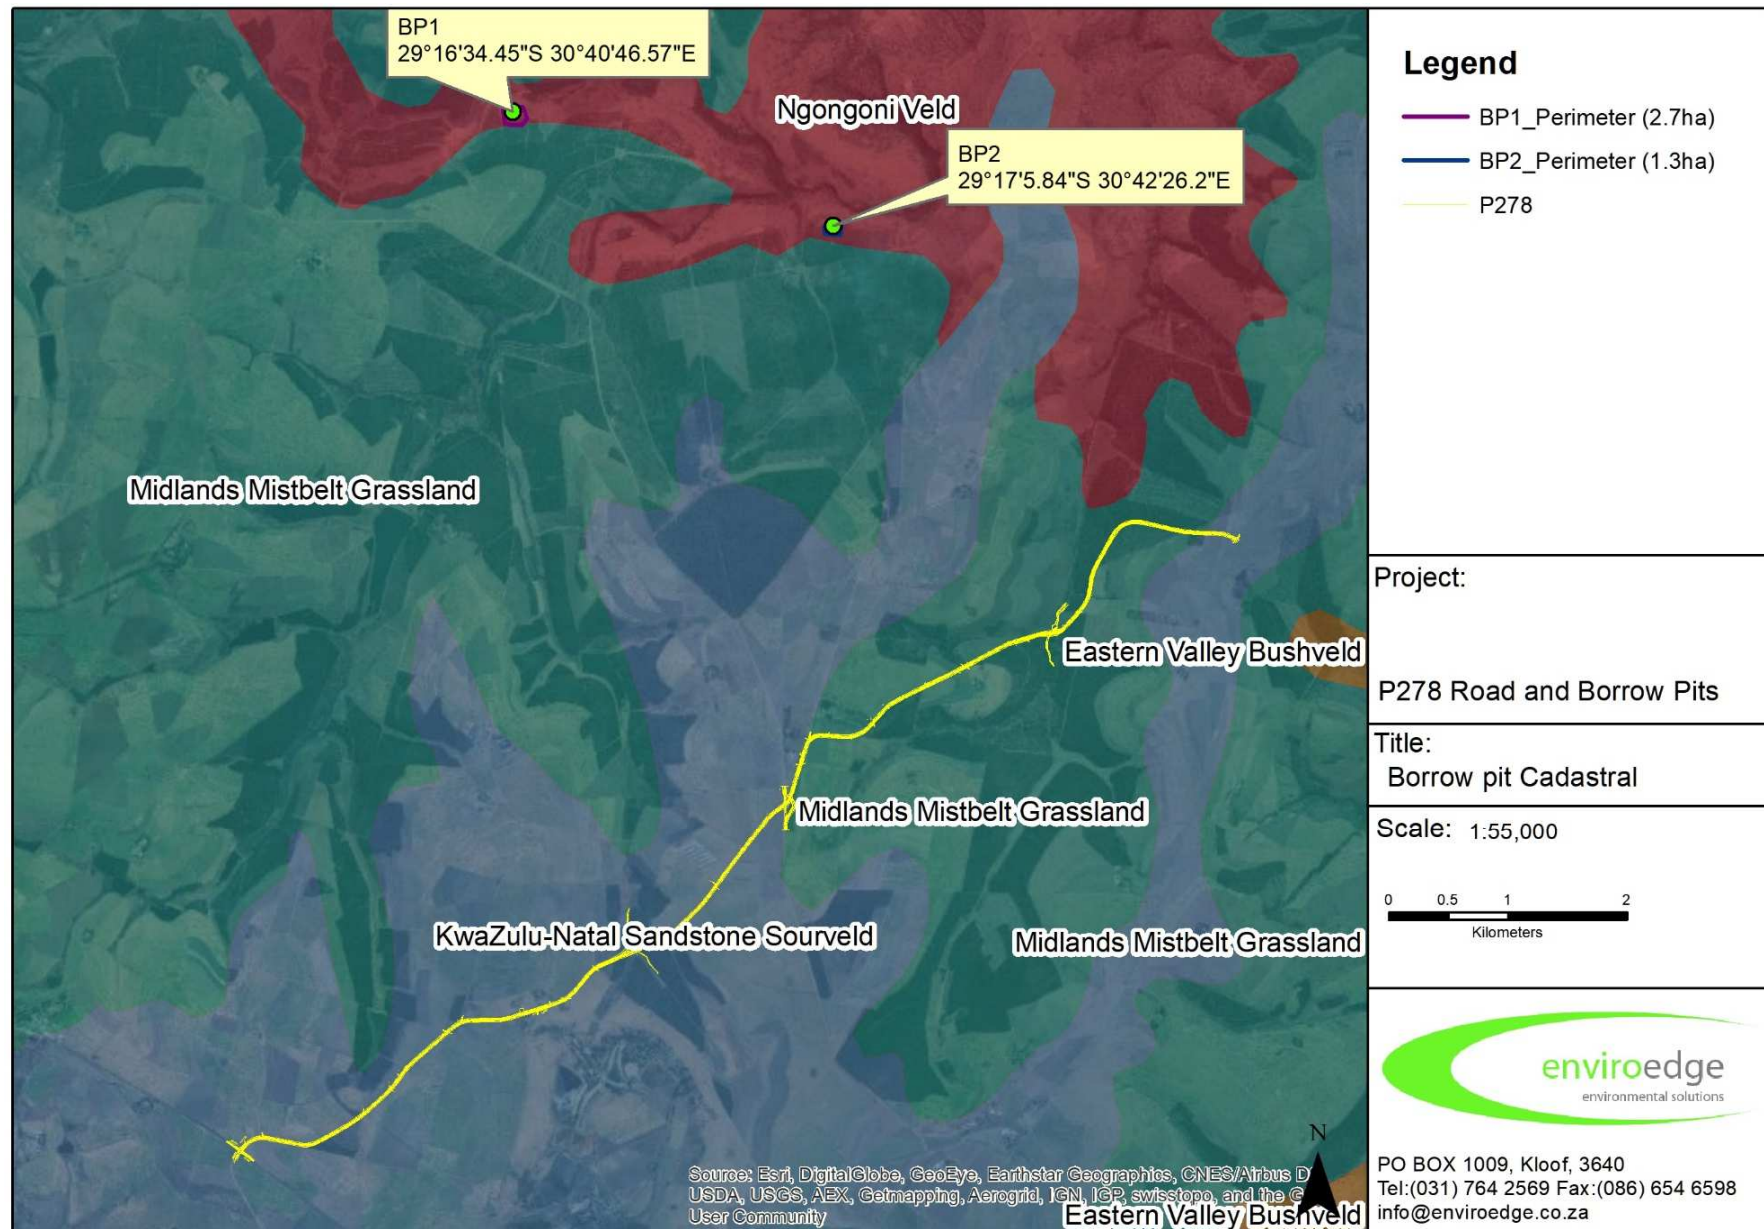 BP1
29°16'34.45"S 30°40'46.57"E
Ngongoni Veld
BP2
29°17'5.84"S 30°42'26.2"E
Midlands Mistbelt Grassland
Eastern Valley Bushveld
Midlands Mistbelt Grassland
KwaZulu-Natal Sandstone Sourveld
Midlands Mistbelt Grassland
N
Source: Esri, DigitalGlobe, GeoEye, Earthstar Geographics, CNES/Airbus
USDA, USGS, AEX, Getmapping, Aerogrid, IGN, IGP, swisstopo, and the
User Community
Eastern Valley Bushveld
Legend
BP1_Perimeter (2.7ha)
BP2_Perimeter (1.3ha)
P278
Project:
P278 Road and Borrow Pits
Title:
Borrow pit Cadastral
Scale: 1:55,000
0 0.5 1 2
Kilometers
enviroedge
environmental solutions
PO BOX 1009, Kloof, 3640
Tel:(031) 764 2569 Fax:(086) 654 6598
info@enviroedge.co.za